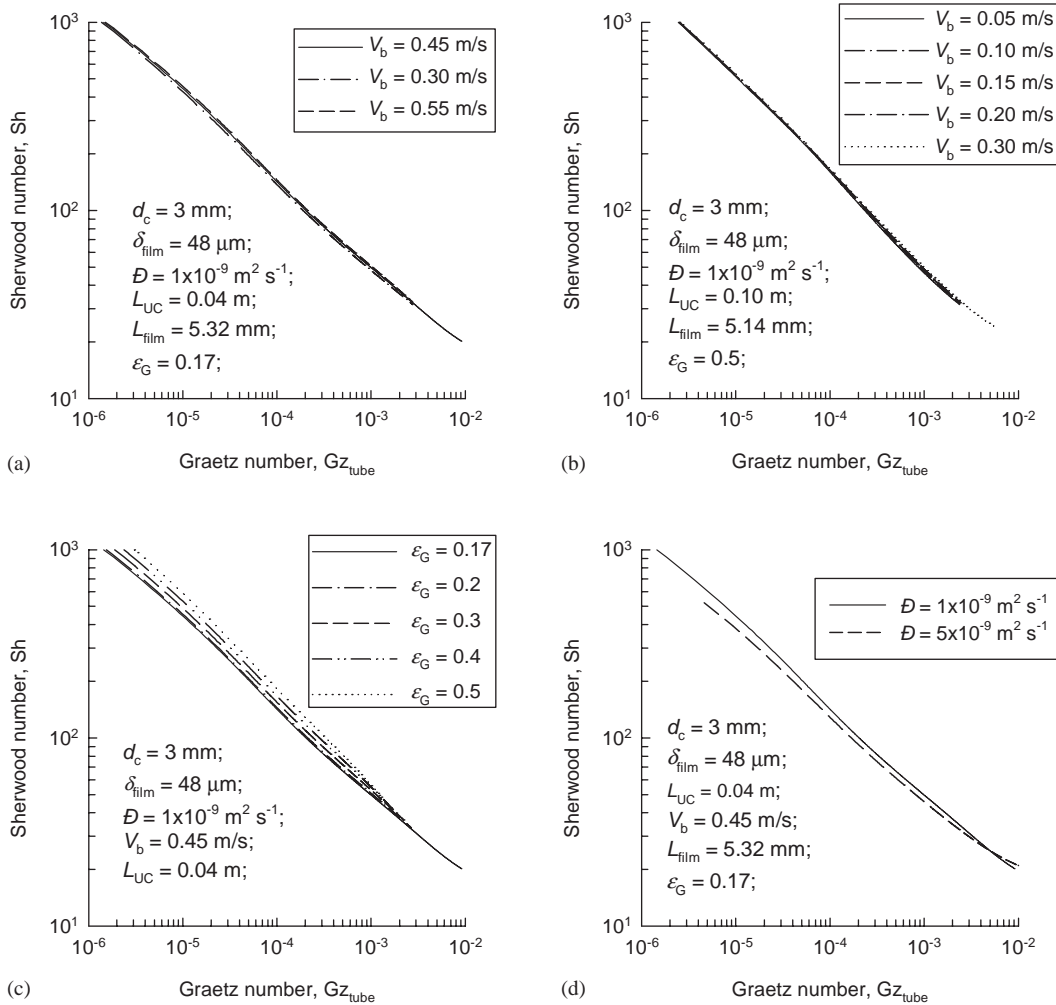 10³
10²
10¹
10⁻⁶ 10⁻⁵ 10⁻⁴ 10⁻³ 10⁻²
Sherwood number, Sh
Graetz number, Gz_tube
V_b = 0.45 m/s
V_b = 0.30 m/s
V_b = 0.55 m/s
d_c = 3 mm;
δ_film = 48 μm;
Đ = 1x10⁻⁹ m² s⁻¹;
L_UC = 0.04 m;
L_film = 5.32 mm;
ε_G = 0.17;
(a)
10³
10²
10¹
10⁻⁶ 10⁻⁵ 10⁻⁴ 10⁻³ 10⁻²
Sherwood number, Sh
Graetz number, Gz_tube
V_b = 0.05 m/s
V_b = 0.10 m/s
V_b = 0.15 m/s
V_b = 0.20 m/s
V_b = 0.30 m/s
d_c = 3 mm;
δ_film = 48 μm;
Đ = 1x10⁻⁹ m² s⁻¹;
L_UC = 0.10 m;
L_film = 5.14 mm;
ε_G = 0.5;
(b)
10³
10²
10¹
10⁻⁶ 10⁻⁵ 10⁻⁴ 10⁻³ 10⁻²
Sherwood number, Sh
Graetz number, Gz_tube
ε_G = 0.17
ε_G = 0.2
ε_G = 0.3
ε_G = 0.4
ε_G = 0.5
d_c = 3 mm;
δ_film = 48 μm;
Đ = 1x10⁻⁹ m² s⁻¹;
V_b = 0.45 m/s;
L_UC = 0.04 m;
(c)
10³
10²
10¹
10⁻⁶ 10⁻⁵ 10⁻⁴ 10⁻³ 10⁻²
Sherwood number, Sh
Graetz number, Gz_tube
Đ = 1x10⁻⁹ m² s⁻¹
Đ = 5x10⁻⁹ m² s⁻¹
d_c = 3 mm;
δ_film = 48 μm;
L_UC = 0.04 m;
V_b = 0.45 m/s;
L_film = 5.32 mm;
ε_G = 0.17;
(d)